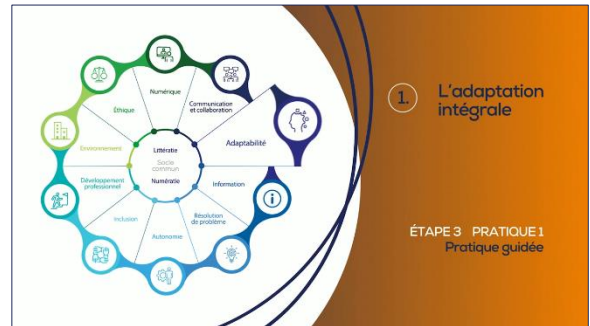 Numérique
Communication
et collaboration
Adaptabilité
Information
Résolution
de problème
Autonomie
Inclusion
Développement
professionnel
Environnement
Éthique
Littératie
Socle
commun
Numératie
1.
L'adaptation
intégrale
ÉTAPE 3 PRATIQUE 1
Pratique guidée